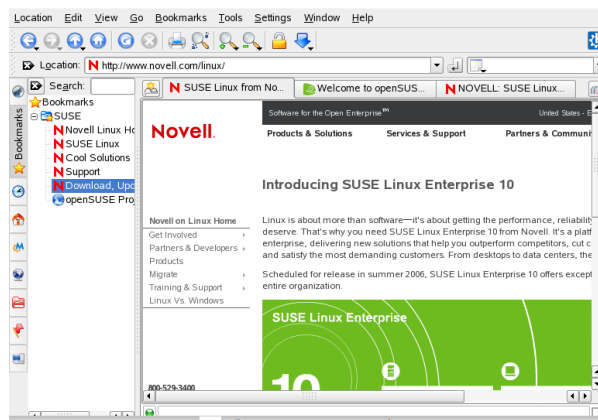 Location Edit View Go Bookmarks Tools Settings Window Help
Location: http://www.novell.com/linux/
Search:
SUSE Linux from No...
Welcome to openSUS...
NOVELL: SUSE Linux...
Bookmarks
Bookmarks
SUSE
Novell Linux Ho
SUSE Linux
Cool Solutions
Support
Download, Upd
openSUSE Proj
Software for the Open Enterprise™
United States - E
Novell.
Products & Solutions
Services & Support
Partners & Communi
Introducing SUSE Linux Enterprise 10
Novell on Linux Home
Get Involved
Partners & Developers
Products
Migrate
Training & Support
Linux Vs. Windows
800-529-3400
Linux is about more than software—it's about getting the performance, reliability
deserve. That's why you need SUSE Linux Enterprise 10 from Novell. It's a platf
enterprise, delivering new solutions that help you outperform competitors, cut c
and satisfy the most demanding customers. From desktops to data centers, the
Scheduled for release in summer 2006, SUSE Linux Enterprise 10 offers except
entire organization.
SUSE Linux Enterprise
10